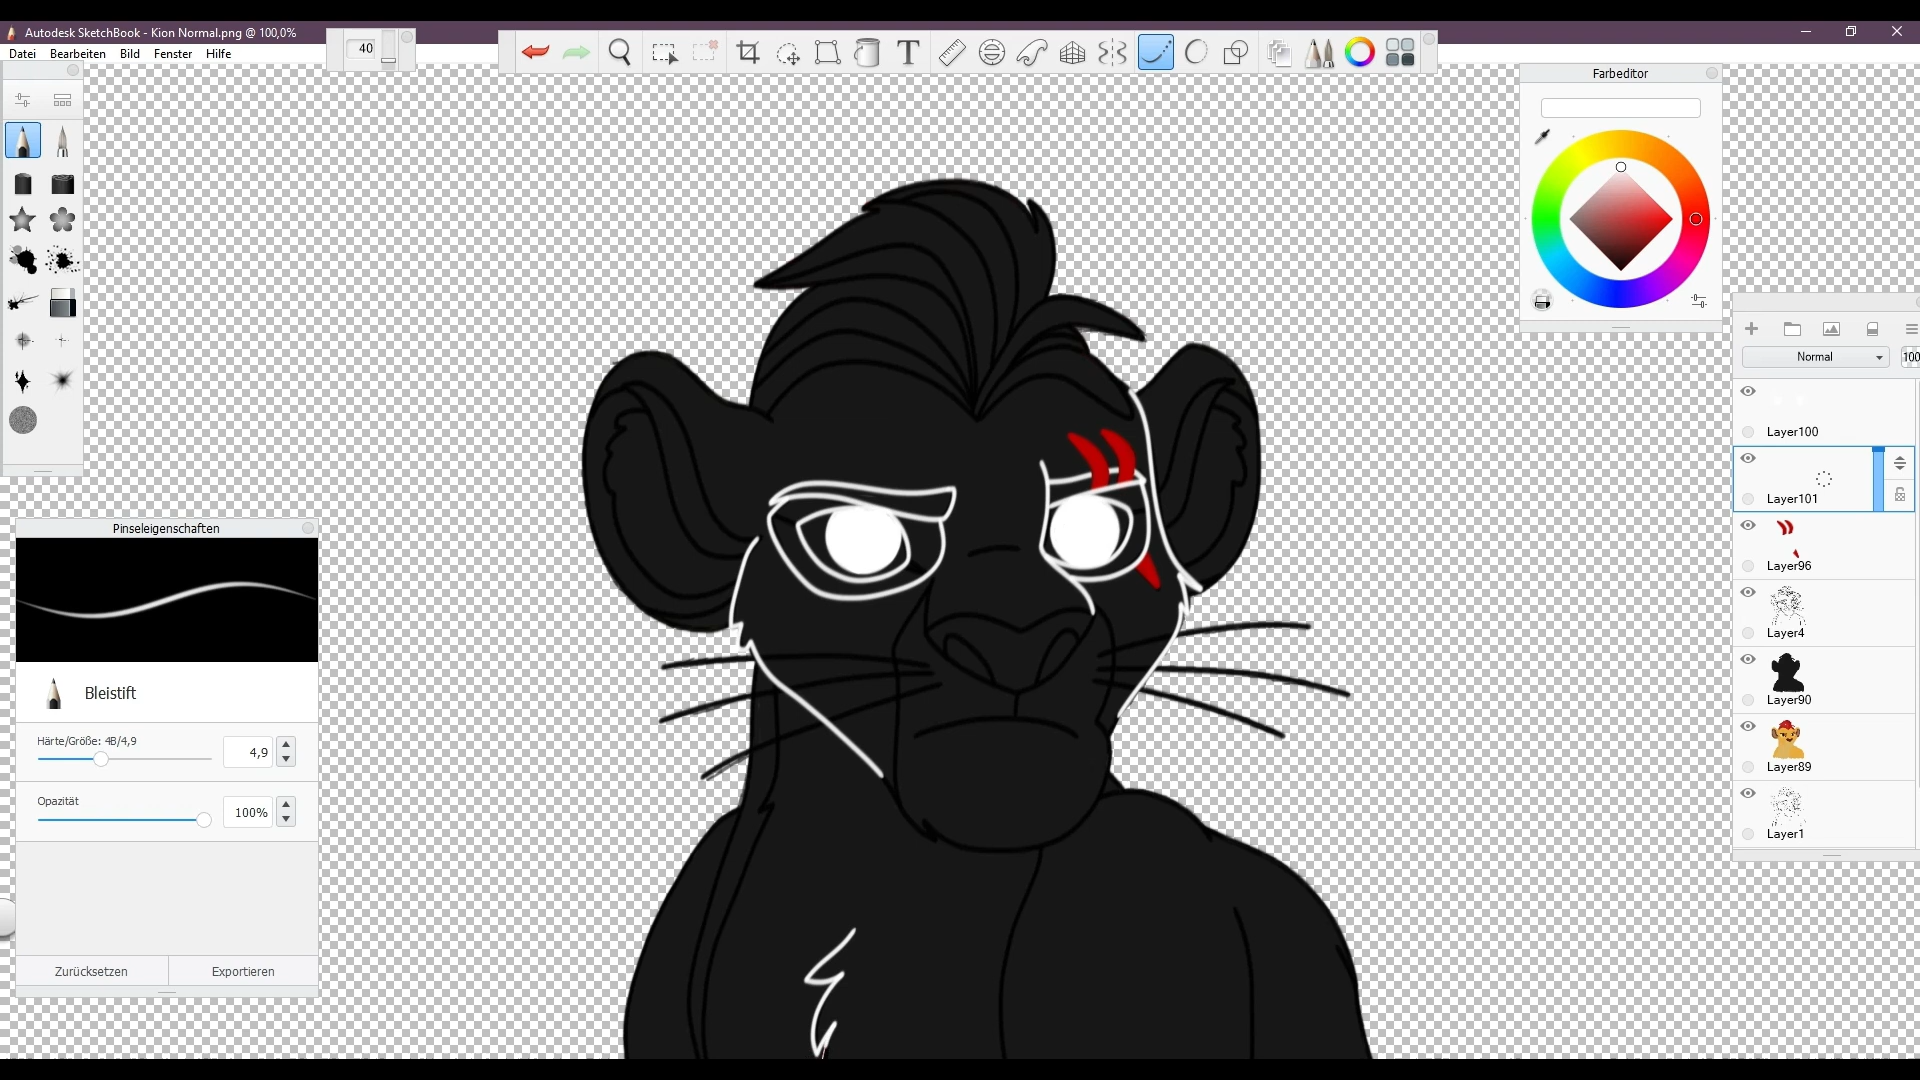 Autodesk SketchBook - Kion Normal.png @ 100,0%
Datei Bearbeiten Bild Fenster Hilfe
40
T
Farbeditor
Normal
100
Layer100
Layer101
Layer96
Layer4
Layer90
Layer89
Layer1
Pinseleigenschaften
Bleistift
Härte/Größe: 4B/4,9
4,9
Opazität
100%
Zurücksetzen
Exportieren